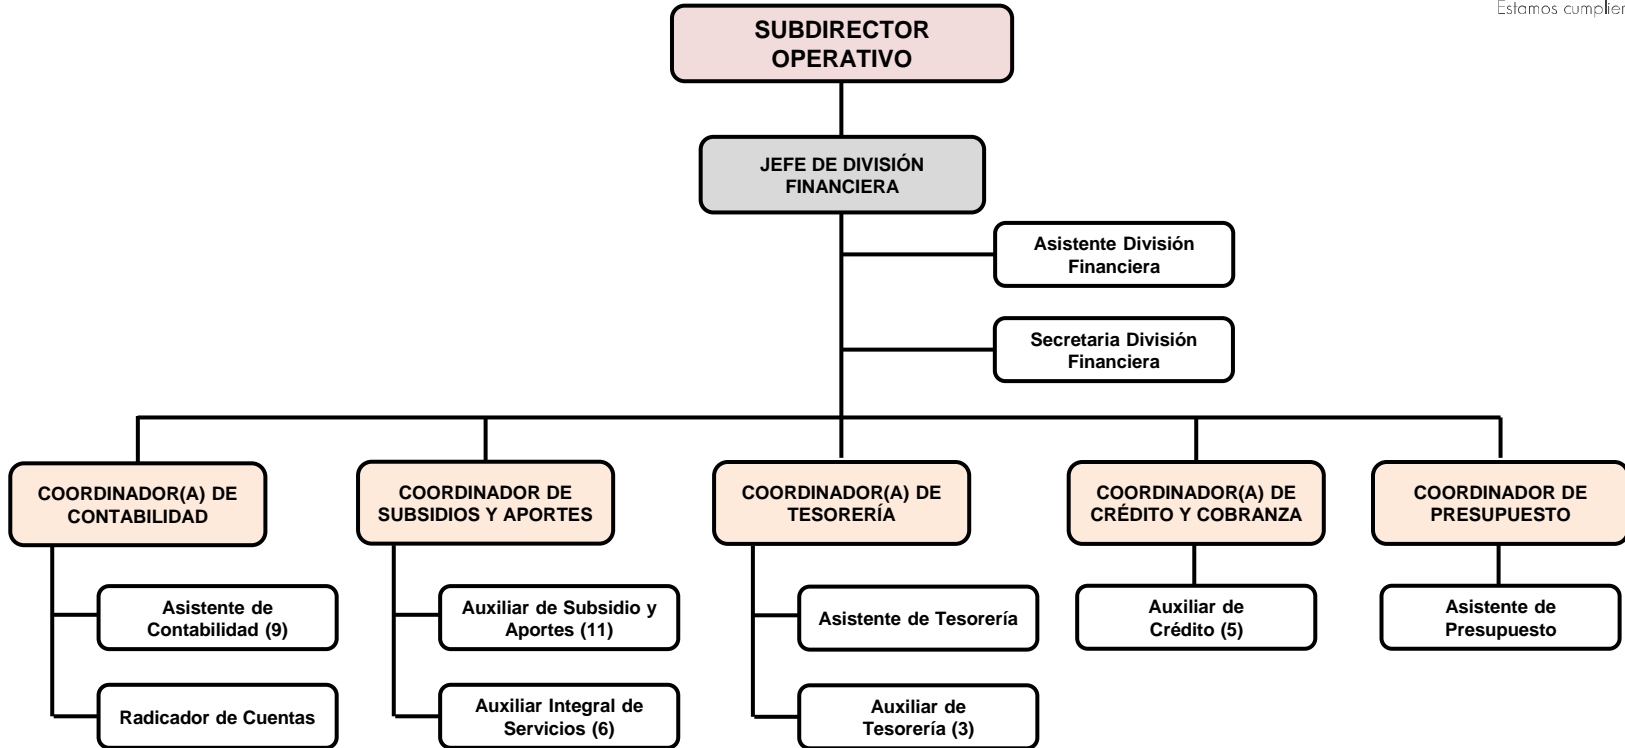 Estamos
SUBDIRECTOR
OPERATIVO
JEFE DE DIVISIÓN
FINANCIERA
Asistente División
Financiera
Secretaria División
Financiera
COORDINADOR(A) DE
CONTABILIDAD
COORDINADOR DE
SUBSIDIOS Y APORTES
COORDINADOR(A) DE
TESORERÍA
COORDINADOR(A) DE
CRÉDITO Y COBRANZA
COORDINADOR DE
PRESUPUESTO
Asistente de
Contabilidad (9)
Auxiliar de Subsidio y
Aportes (11)
Asistente de Tesorería
Auxiliar de
Crédito (5)
Asistente de
Presupuesto
Radicador de Cuentas
Auxiliar Integral de
Servicios (6)
Auxiliar de
Tesorería (3)